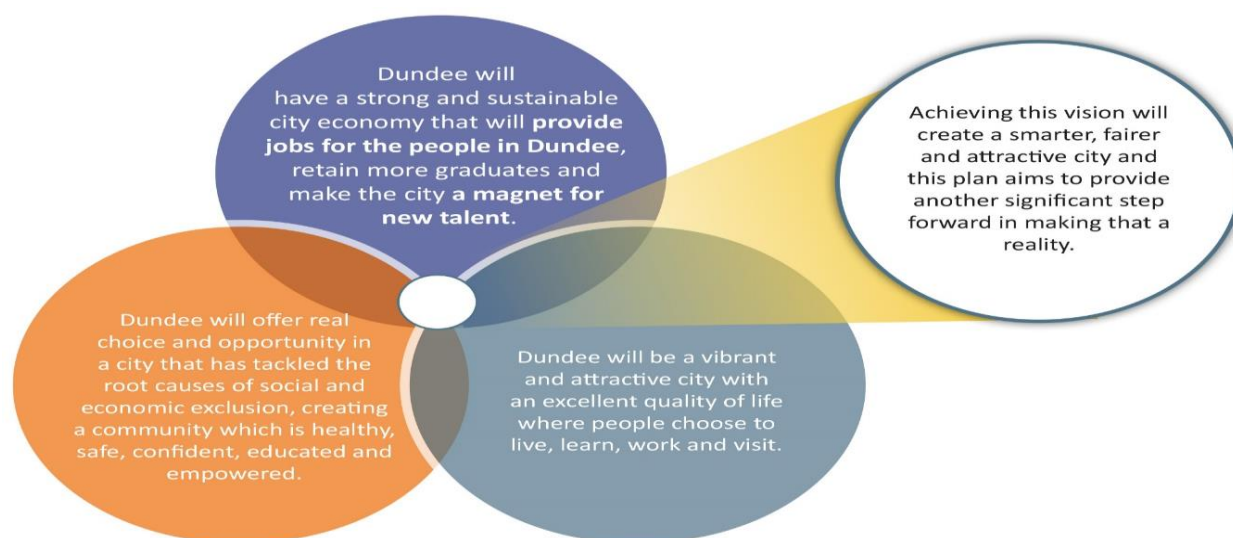 Dundee will
have a strong and sustainable
city economy that will provide
jobs for the people in Dundee,
retain more graduates and
make the city a magnet for
new talent.
Achieving this vision will
create a smarter, fairer
and attractive city and
this plan aims to provide
another significant step
forward in making that a
reality.
Dundee will offer real
choice and opportunity in
a city that has tackled the
root causes of social and
economic exclusion, creating
a community which is healthy,
safe, confident, educated and
empowered.
Dundee will be a vibrant
and attractive city with
an excellent quality of life
where people choose to
live, learn, work and visit.